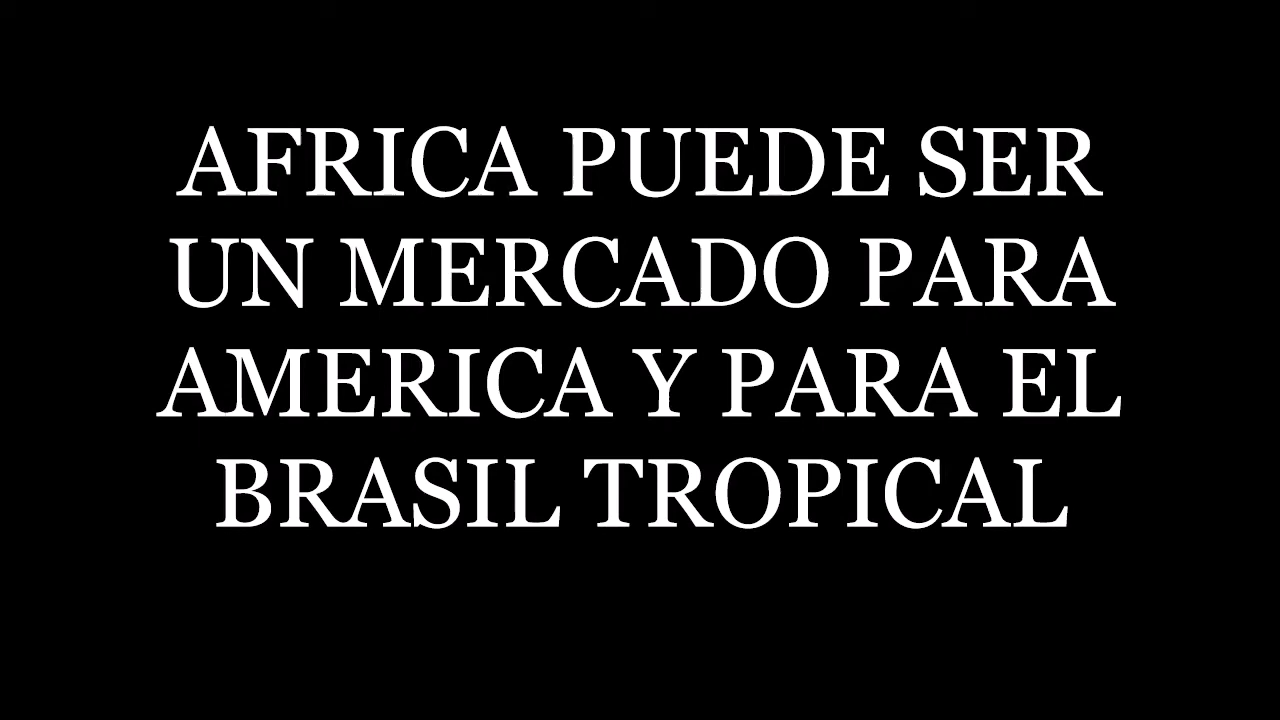 AFRICA PUEDE SER
UN MERCADO PARA
AMERICA Y PARA EL
BRASIL TROPICAL